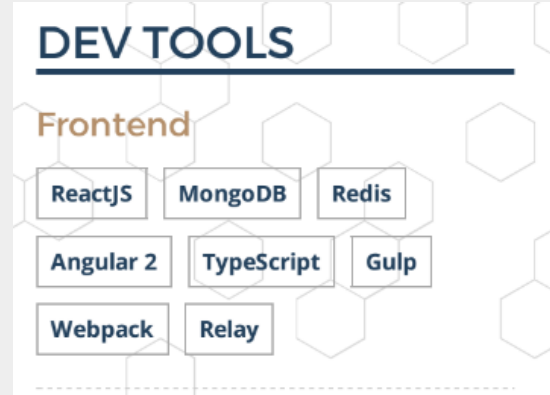 DEV TOOLS
Frontend
ReactJS MongoDB Redis
Angular 2 TypeScript Gulp
Webpack Relay